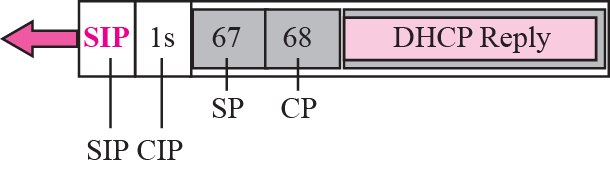 SIP 1s 67 68 DHCP Reply
SP CP
SIP CIP